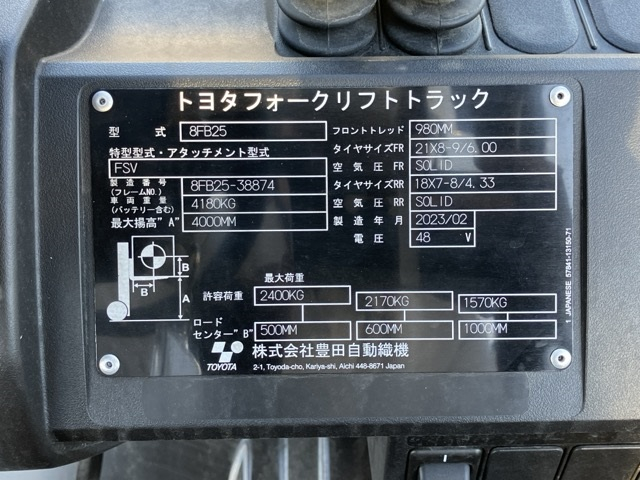 トヨタフォークリフトトラック
型 式 8FB25
特型型式・アタッチメント型式
FSV
製造番号 (フレームNO.) 8FB25-38874
車両重量 (バッテリー含む) 4180KG
最大揚高"A" 4000MM
フロントトレッド 980MM
タイヤサイズFR 21X8-9/6.00
空気圧FR SOLID
タイヤサイズRR 18X7-8/4.33
空気圧RR SOLID
製造年月 2023/02
電圧 48 V
B
B
A
最大荷重
許容荷重 2400KG 2170KG 1570KG
ロード
センター"B" 500MM 600MM 1000MM
TOYOTA
株式会社豊田自動織機
2-1, Toyoda-cho, Kariya-shi, Aichi 448-8671 Japan
1 JAPANESE 57641-13150-71